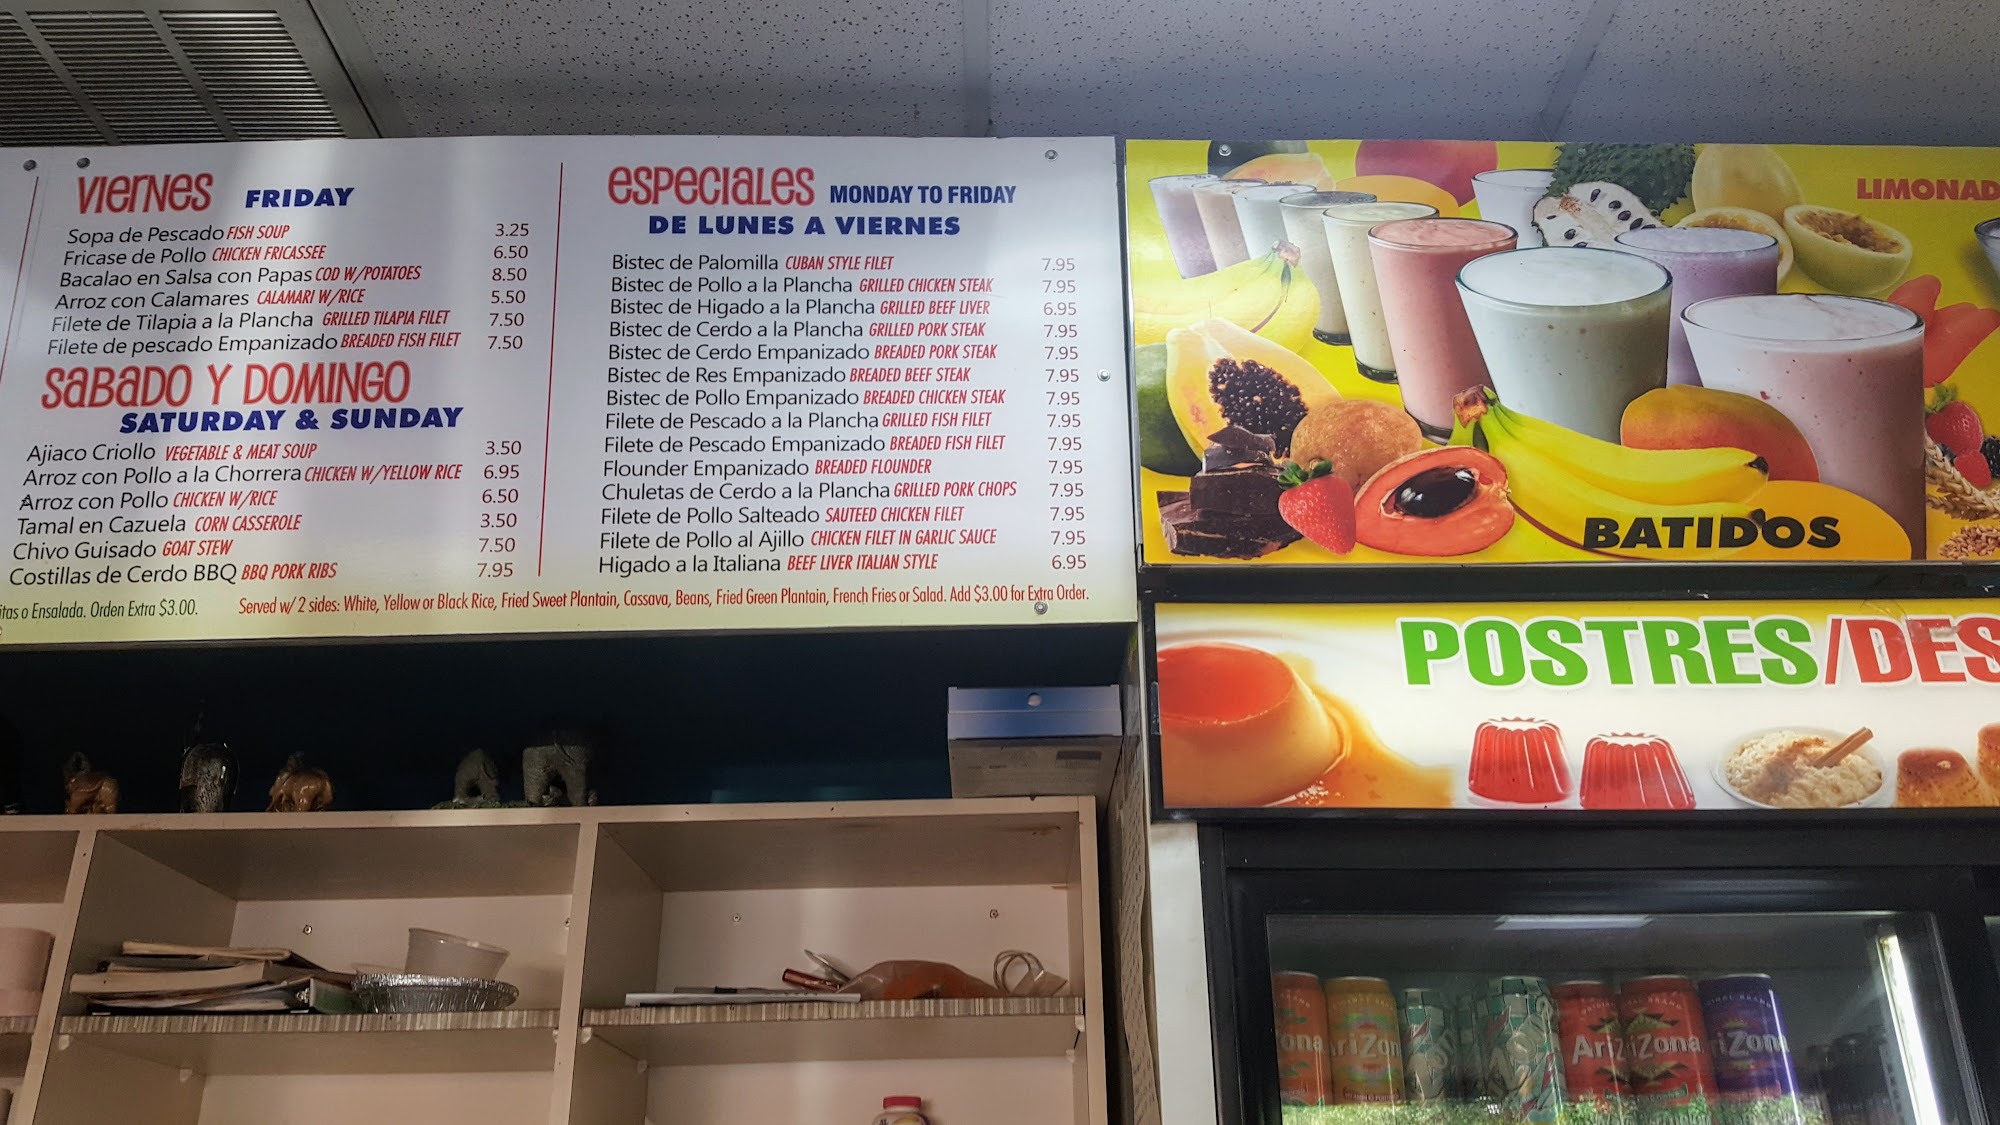 Viernes FRIDAY
Sopa de Pescado FISH SOUP 3.25
Fricase de Pollo CHICKEN FRICASSEE 6.50
Bacalao en Salsa con Papas COD W/POTATOES 8.50
Arroz con Calamares CALAMARI W/RICE 5.50
Filete de Tilapia a la Plancha GRILLED TILAPIA FILET 7.50
Filete de pescado Empanizado BREADED FISH FILET 7.50
SaBaDO Y DOMINGO
SATURDAY & SUNDAY
Ajiaco Criollo VEGETABLE & MEAT SOUP 3.50
Arroz con Pollo a la Chorrera CHICKEN W/YELLOW RICE 6.95
Arroz con Pollo CHICKEN W/RICE 6.50
Tamal en Cazuela CORN CASSEROLE 3.50
Chivo Guisado GOAT STEW 7.50
Costillas de Cerdo BBQ BBQ PORK RIBS 7.95
especiales MONDAY TO FRIDAY
DE LUNES A VIERNES
Bistec de Palomilla CUBAN STYLE FILET 7.95
Bistec de Pollo a la Plancha GRILLED CHICKEN STEAK 7.95
Bistec de Higado a la Plancha GRILLED BEEF LIVER 6.95
Bistec de Cerdo a la Plancha GRILLED PORK STEAK 7.95
Bistec de Cerdo Empanizado BREADED PORK STEAK 7.95
Bistec de Res Empanizado BREADED BEEF STEAK 7.95
Bistec de Pollo Empanizado BREADED CHICKEN STEAK 7.95
Filete de Pescado a la Plancha GRILLED FISH FILET 7.95
Filete de Pescado Empanizado BREADED FISH FILET 7.95
Flounder Empanizado BREADED FLOUNDER 7.95
Chuletas de Cerdo a la Plancha GRILLED PORK CHOPS 7.95
Filete de Pollo Salteado SAUTEED CHICKEN FILET 7.95
Filete de Pollo al Ajillo CHICKEN FILET IN GARLIC SAUCE 7.95
Higado a la Italiana BEEF LIVER ITALIAN STYLE 6.95
itas o Ensalada. Orden Extra $3.00. Served w/ 2 sides: White, Yellow or Black Rice, Fried Sweet Plantain, Cassava, Beans, Fried Green Plantain, French Fries or Salad. Add $3.00 for Extra Order.
LIMONAD
BATIDOS
POSTRES/DES
AriZona
AriZona
AriZona